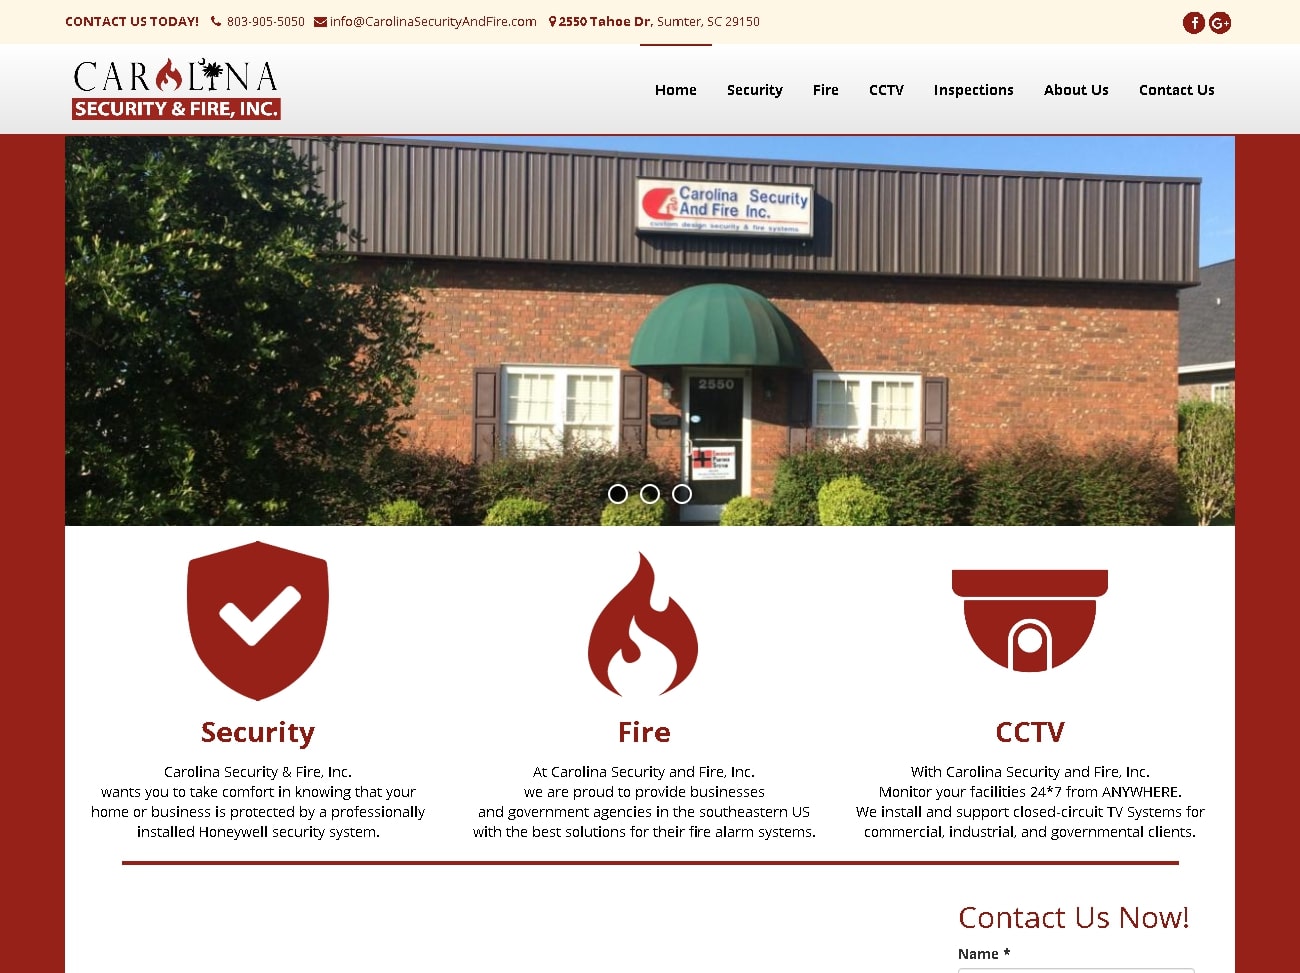 CONTACT US TODAY! 803-905-5050 info@CarolinaSecurityAndFire.com 2550 Tahoe Dr, Sumter, SC 29150
CAROLINA
SECURITY & FIRE, INC.
Home Security Fire CCTV Inspections About Us Contact Us
Carolina Security
And Fire Inc.
custom design security & fire systems
2550
Security
Carolina Security & Fire, Inc.
wants you to take comfort in knowing that your
home or business is protected by a professionally
installed Honeywell security system.
Fire
At Carolina Security and Fire, Inc.
we are proud to provide businesses
and government agencies in the southeastern US
with the best solutions for their fire alarm systems.
CCTV
With Carolina Security and Fire, Inc.
Monitor your facilities 24*7 from ANYWHERE.
We install and support closed-circuit TV Systems for
commercial, industrial, and governmental clients.
Contact Us Now!
Name *